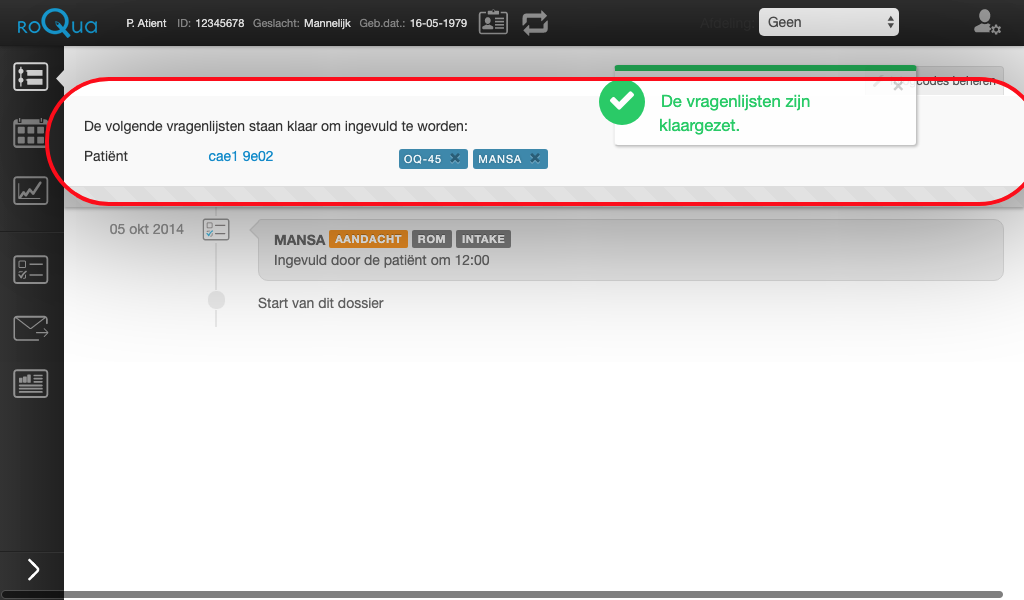 roQua P. Atient ID: 12345678 Geslacht: Mannelijk Geb.dat.: 16-05-1979 Afdeling: Geen
codes beheren
De vragenlijsten zijn
klaargezet.
De volgende vragenlijsten staan klaar om ingevuld te worden:
Patiënt cae1 9e02 OQ-45 MANSA
05 okt 2014 MANSA AANDACHT ROM INTAKE
Ingevuld door de patiënt om 12:00
Start van dit dossier